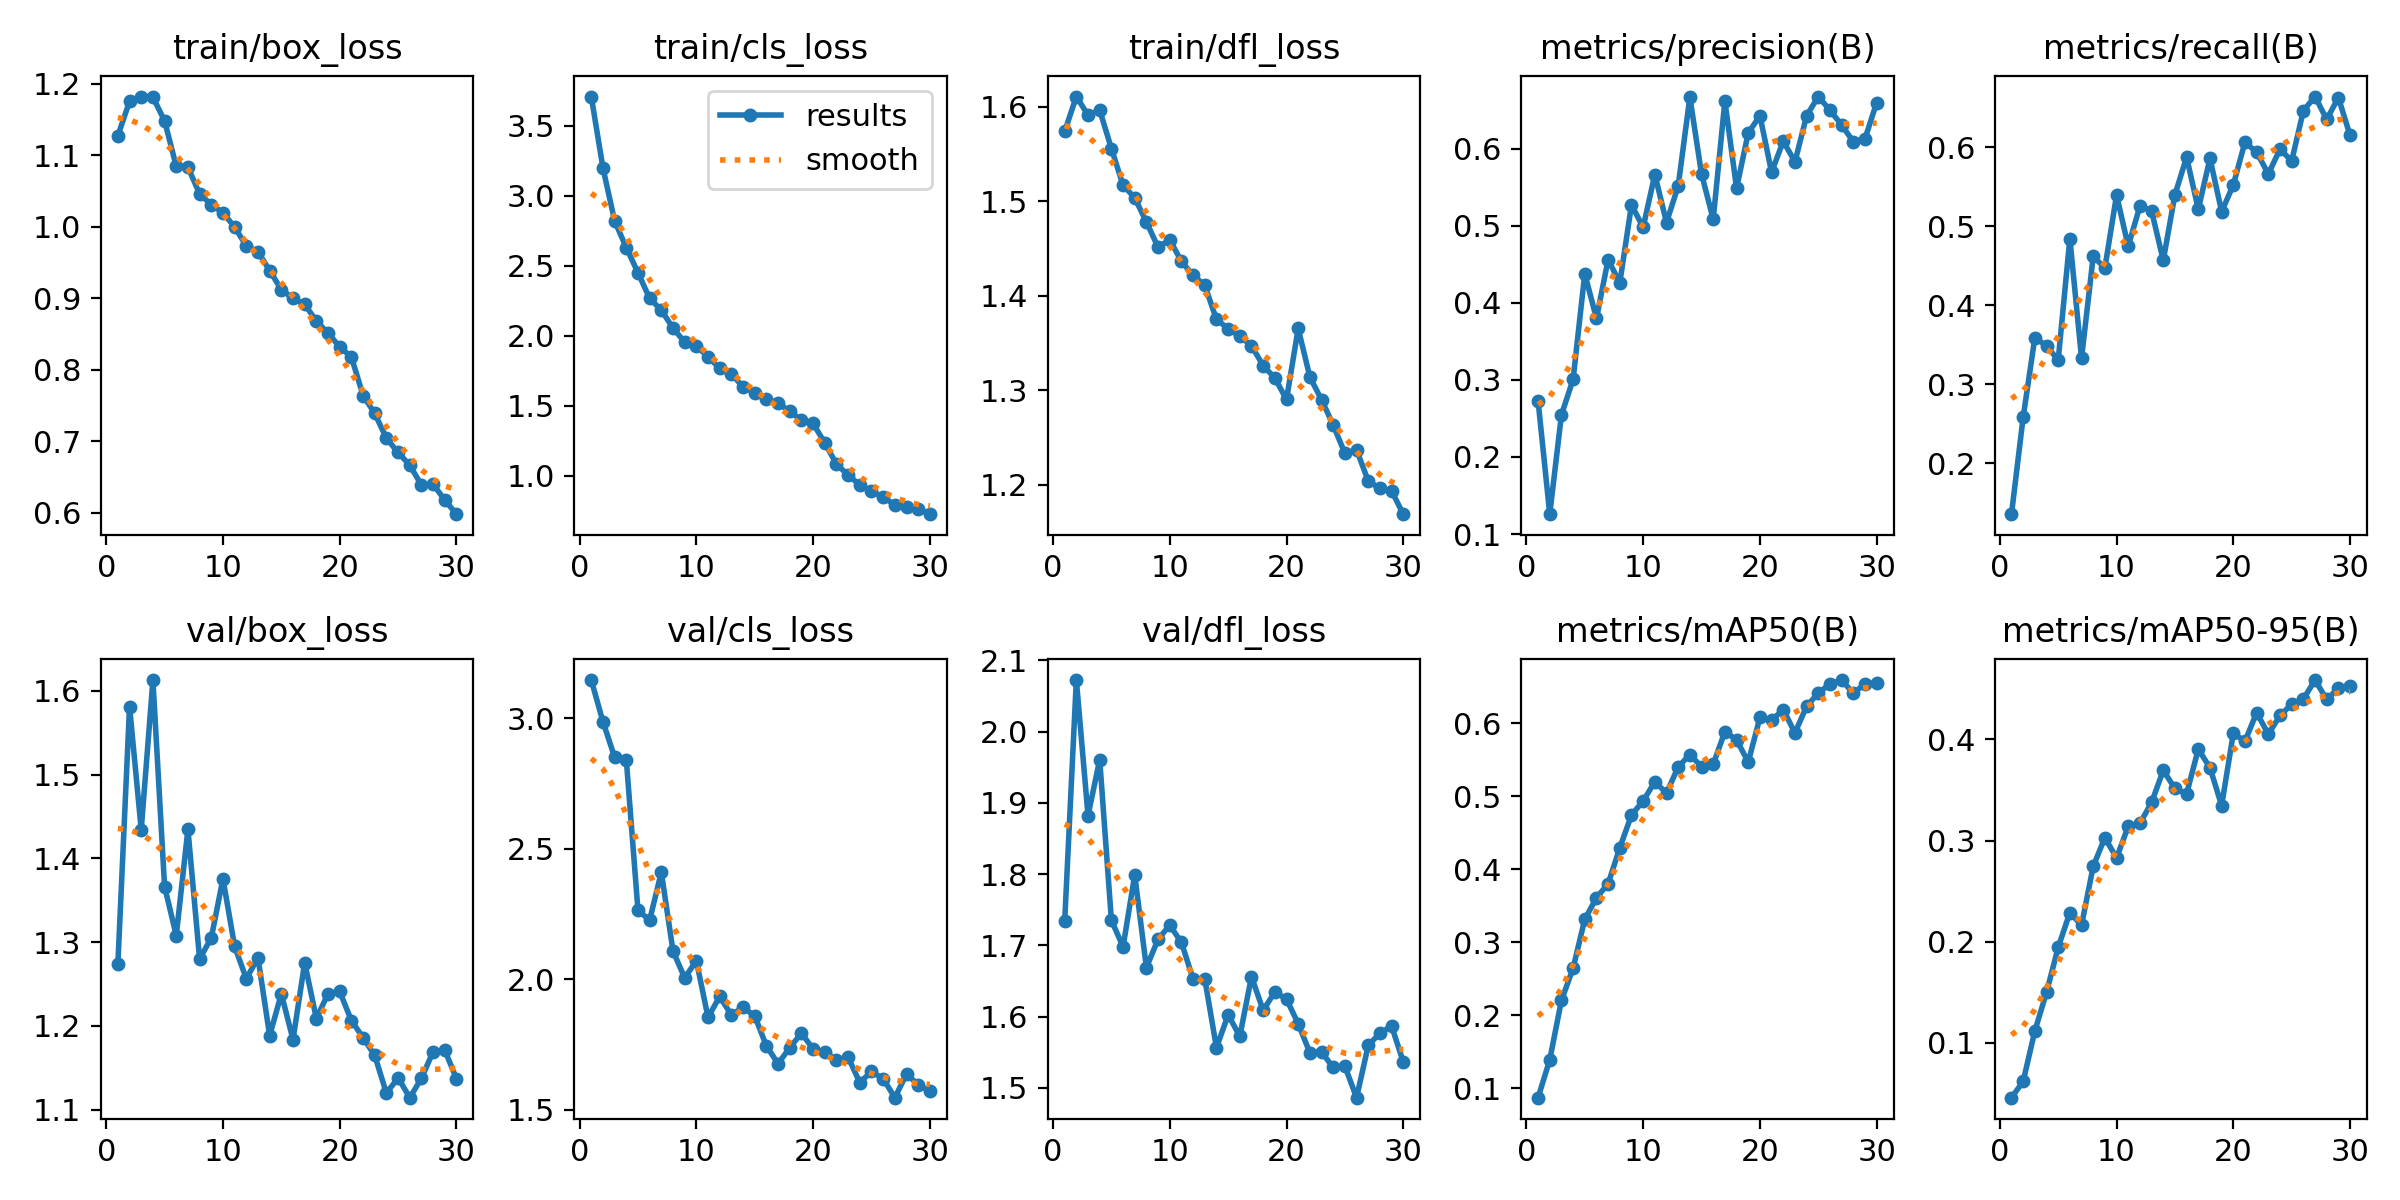 train/box_loss
train/cls_loss
train/dfl_loss
metrics/precision(B)
metrics/recall(B)
1.2
1.1
1.0
0.9
0.8
0.7
0.6
0 10 20 30
results
smooth
3.5
3.0
2.5
2.0
1.5
1.0
0 10 20 30
1.6
1.5
1.4
1.3
1.2
0 10 20 30
0.6
0.5
0.4
0.3
0.2
0.1
0 10 20 30
0.6
0.5
0.4
0.3
0.2
0 10 20 30
val/box_loss
val/cls_loss
val/dfl_loss
metrics/mAP50(B)
metrics/mAP50-95(B)
1.6
1.5
1.4
1.3
1.2
1.1
0 10 20 30
3.0
2.5
2.0
1.5
0 10 20 30
2.1
2.0
1.9
1.8
1.7
1.6
1.5
0 10 20 30
0.6
0.5
0.4
0.3
0.2
0.1
0 10 20 30
0.4
0.3
0.2
0.1
0 10 20 30